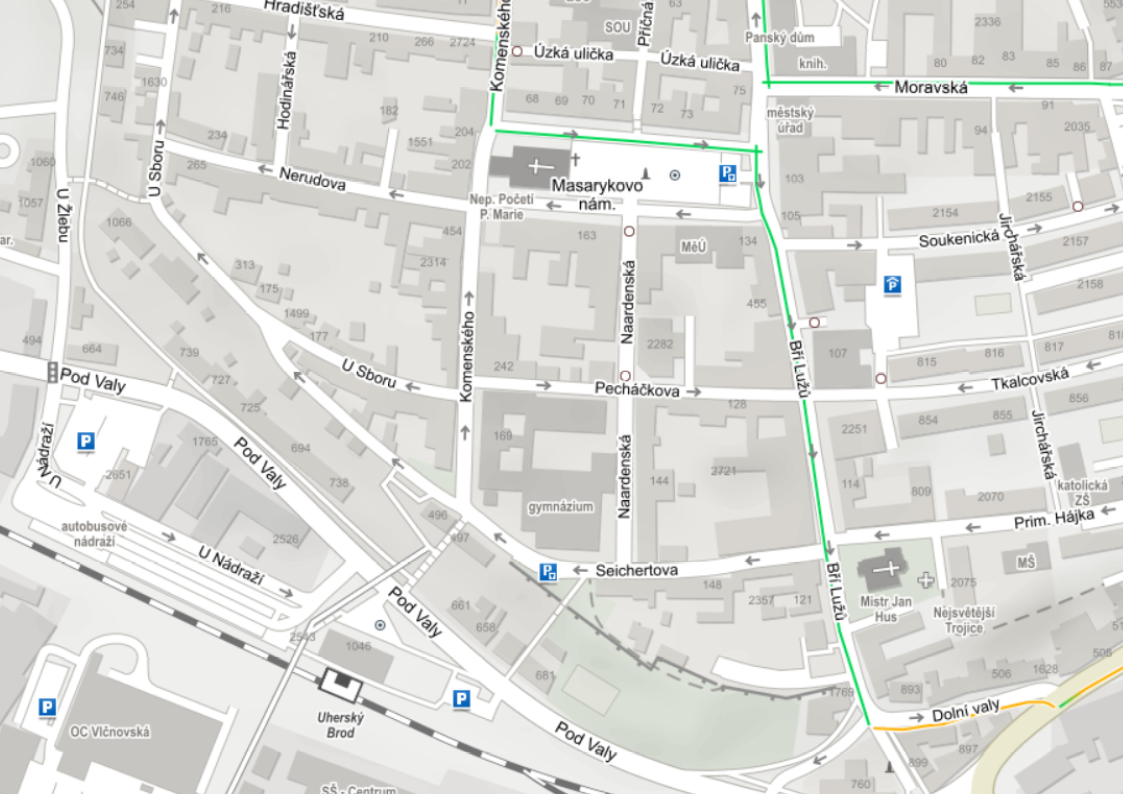 254
216
Hradišťská
210
266
2724
Komenského
SOU
Příčná
63
Panský dům
2336
734
746
1630
Hodinářská
Úzká ulička
Úzká ulička
knih.
80
82
83
85
86
87
Moravská
68
69
70
71
72
73
75
městský
úřad
91
94
2035
182
234
1551
204
202
265
Nerudova
1060
1057
U Žlebu
U Sboru
1066
Masarykovo
nám.
Nep. Početí
P. Marie
103
105
2154
2155
Soukenická
2157
Jirchářská
2158
454
2314
163
MěÚ
134
313
175
1499
177
455
Naardenská
Komenského
494
664
739
727
725
U Sboru
242
2282
Bří Lužů
107
815
816
817
818
Pod Valy
Pecháčkova
Tkalcovská
128
856
2251
854
855
Jirchářská
U Nádraží
1765
Pod Valy
694
738
169
gymnázium
Naardenská
144
2721
114
809
2070
katolická
ZŠ
2651
autobusové
nádraží
2526
496
497
Prim. Hájka
U Nádraží
Seichertova
148
2357
121
Bří Lužů
Mistr Jan
Hus
2075
Nejsvětější
Trojice
MŠ
Pod Valy
661
658
2543
1046
681
Uherský
Brod
OC Vlčnovská
1769
893
506
1628
505
Dolní valy
Pod Valy
897
899
760
SŠ - Centrum